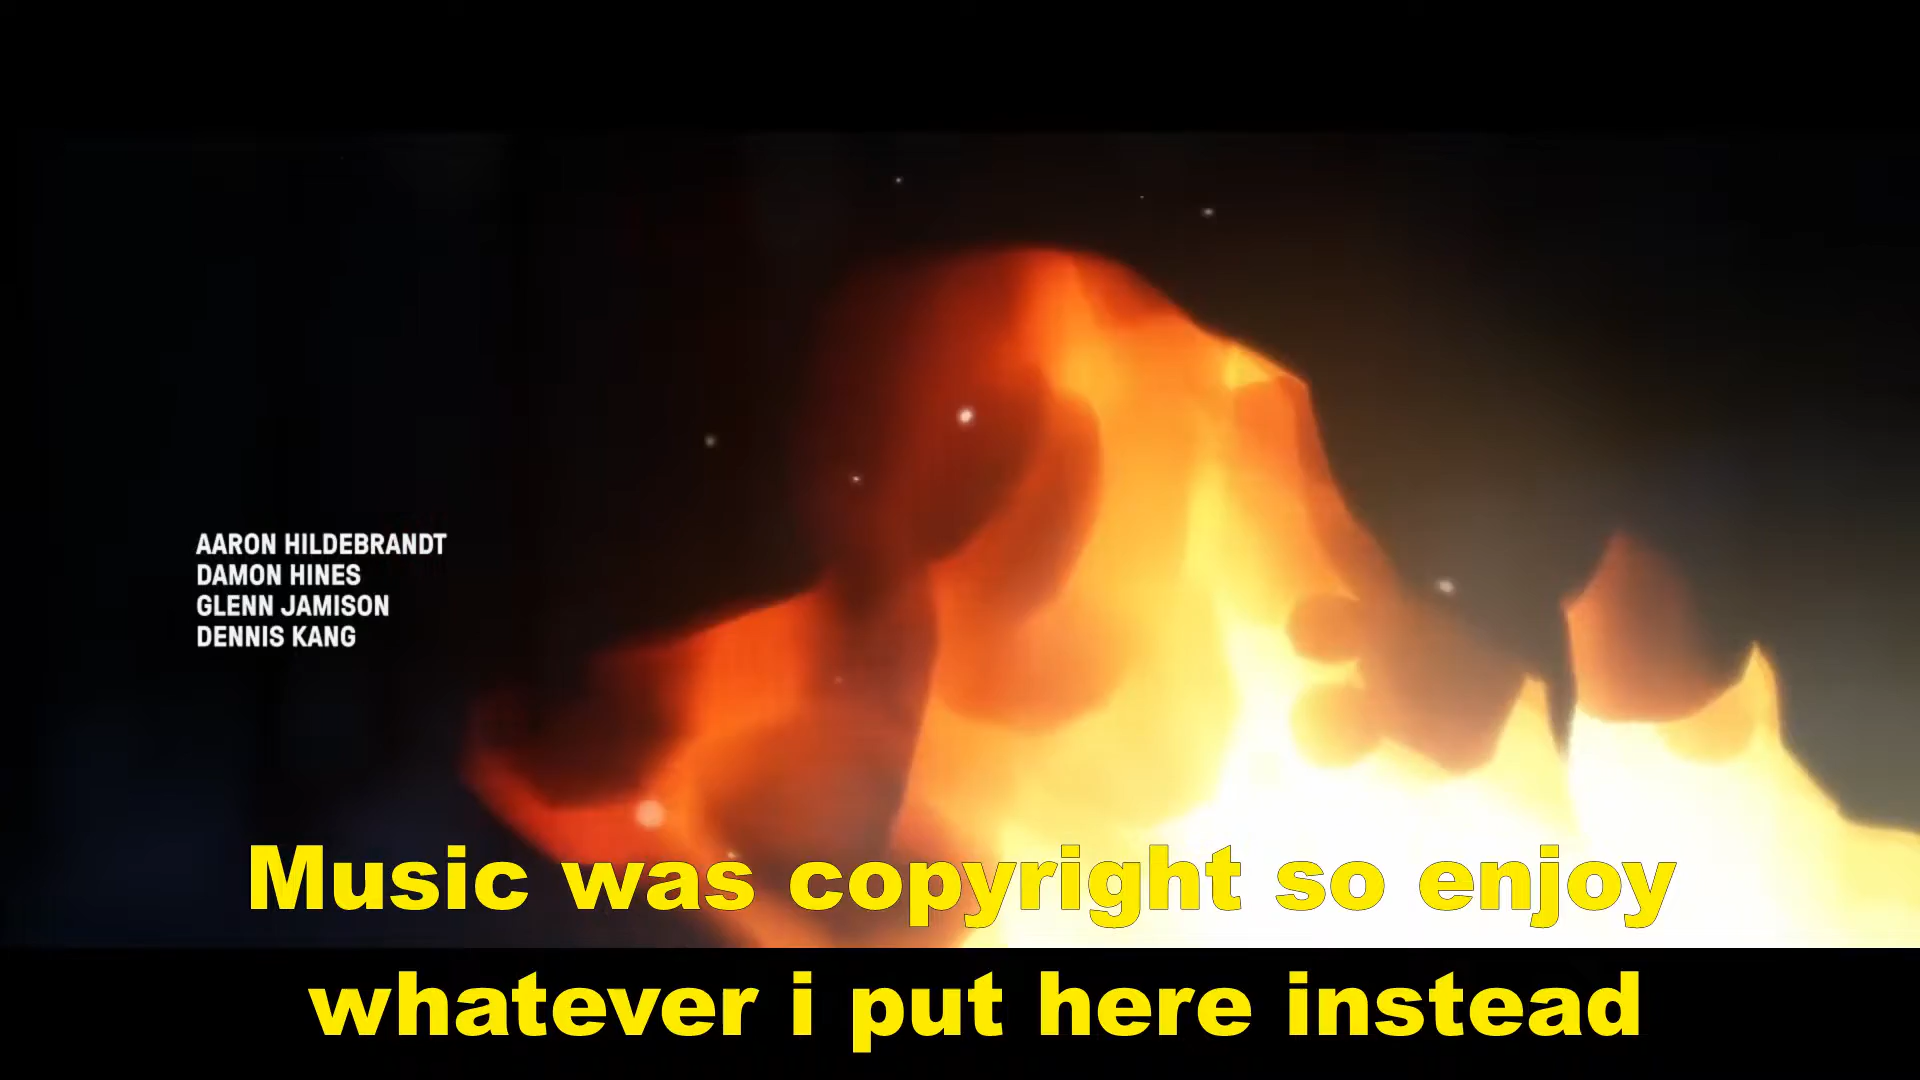 AARON HILDEBRANDT
DAMON HINES
GLENN JAMISON
DENNIS KANG
Music was copyright so enjoy
whatever i put here instead